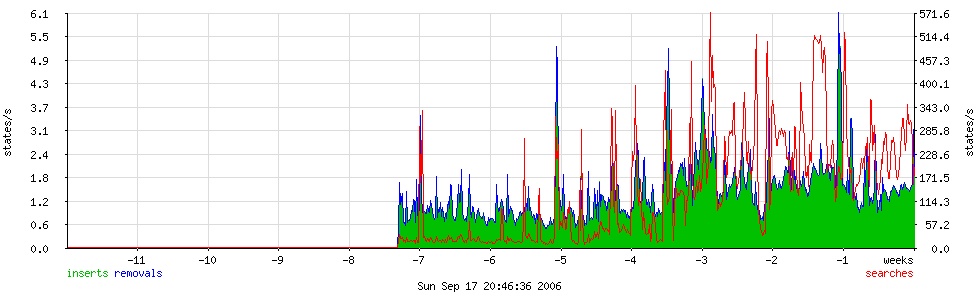 6.1 571.6
5.5 514.4
4.9 457.3
4.3 400.1
3.7 343.0
3.1 285.8
2.4 228.6
1.8 171.5
1.2 114.3
0.6 57.2
0.0 0.0
states/s
states/s
-11 -10 -9 -8 -7 -6 -5 -4 -3 -2 -1 weeks
inserts removals searches
Sun Sep 17 20:46:36 2006